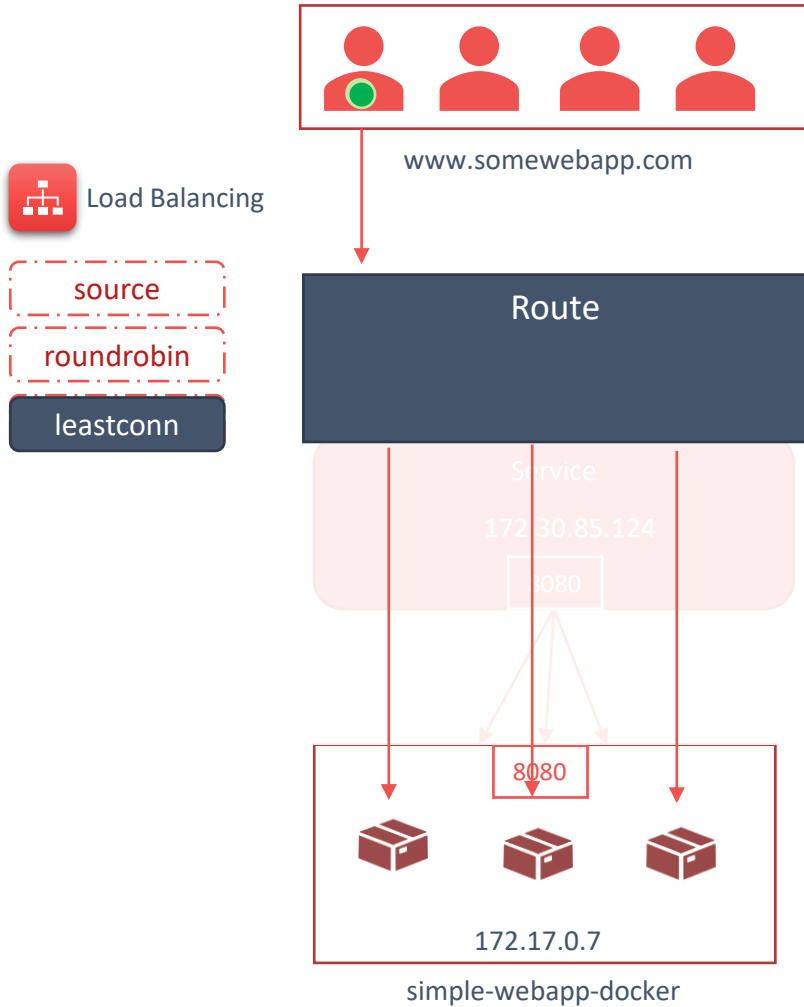 www.somewebapp.com
Load Balancing
source
roundrobin
leastconn
Route
Service
172.30.85.124
8080
8080
172.17.0.7
simple-webapp-docker